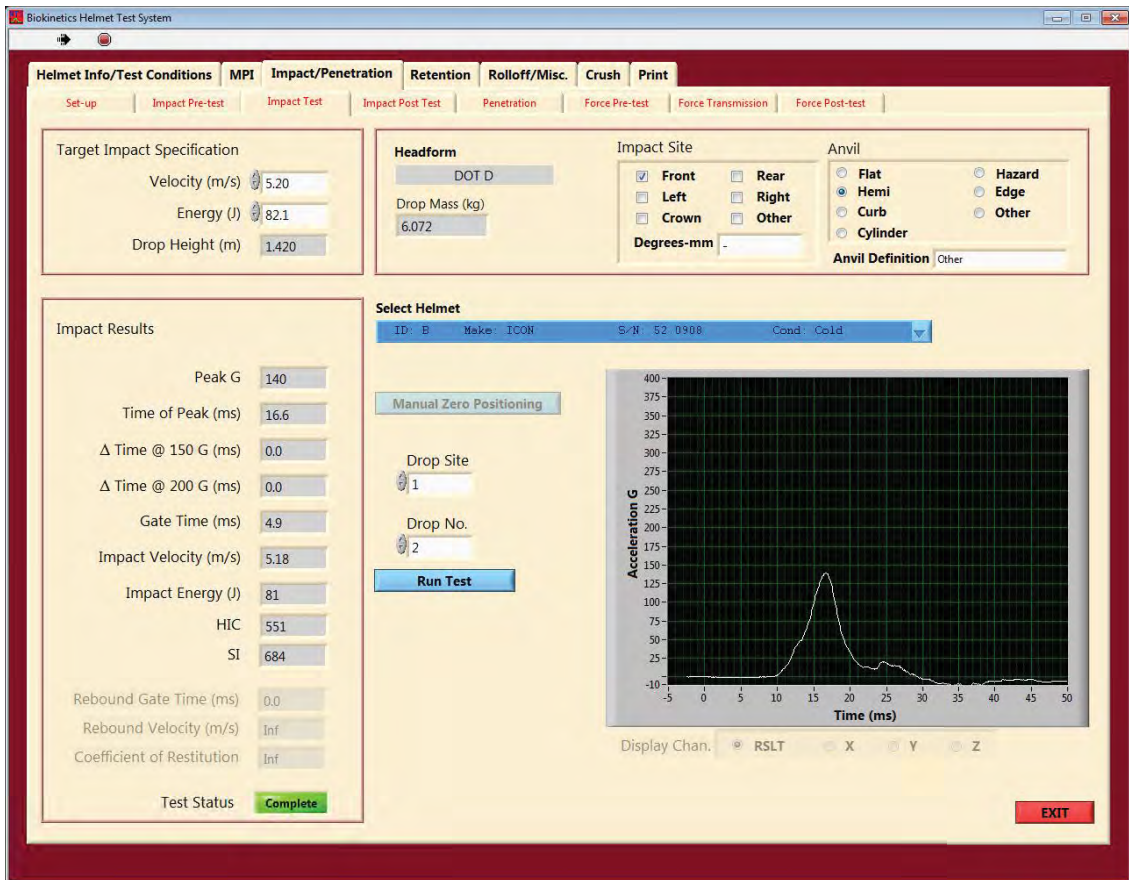 Biokinetics Helmet Test System
Helmet Info/Test Conditions MPI Impact/Penetration Retention Rolloff/Misc. Crush Print
Set-up Impact Pre-test Impact Test Impact Post Test Penetration Force Pre-test Force Transmission Force Post-test
Target Impact Specification
Velocity (m/s) 5.20
Energy (J) 82.1
Drop Height (m) 1.420
Headform
DOT D
Drop Mass (kg)
6.072
Impact Site
Front Rear
Left Right
Crown Other
Degrees-mm -
Anvil
Flat Hazard
Hemi Edge
Curb Other
Cylinder
Anvil Definition Other
Impact Results
Peak G 140
Time of Peak (ms) 16.6
Δ Time @ 150 G (ms) 0.0
Δ Time @ 200 G (ms) 0.0
Gate Time (ms) 4.9
Impact Velocity (m/s) 5.18
Impact Energy (J) 81
HIC 551
SI 684
Rebound Gate Time (ms) 0.0
Rebound Velocity (m/s) Inf
Coefficient of Restitution Inf
Test Status Complete
Select Helmet
ID: B Make: ICON S/N: 52 0908 Cond: Cold
Manual Zero Positioning
Drop Site
1
Drop No.
2
Run Test
Acceleration G
400
375
350
325
300
275
250
225
200
175
150
125
100
75
50
25
-10
-5 0 5 10 15 20 25 30 35 40 45 50
Time (ms)
Display Chan. RSLT X Y Z
EXIT